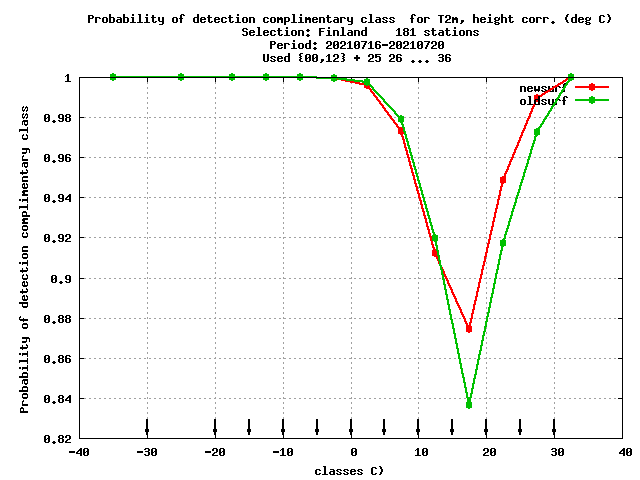 Probability of detection complimentary class  for T2m, height corr. (deg C)
Selection: Finland    181 stations
Period: 20210716-20210720
Used {00,12} + 25 26 ... 36
newsurf
oldsurf
1
0.98
0.96
0.94
0.92
0.9
0.88
0.86
0.84
0.82
Probability of detection complimentary class
-40 -30 -20 -10 0 10 20 30 40
classes C)